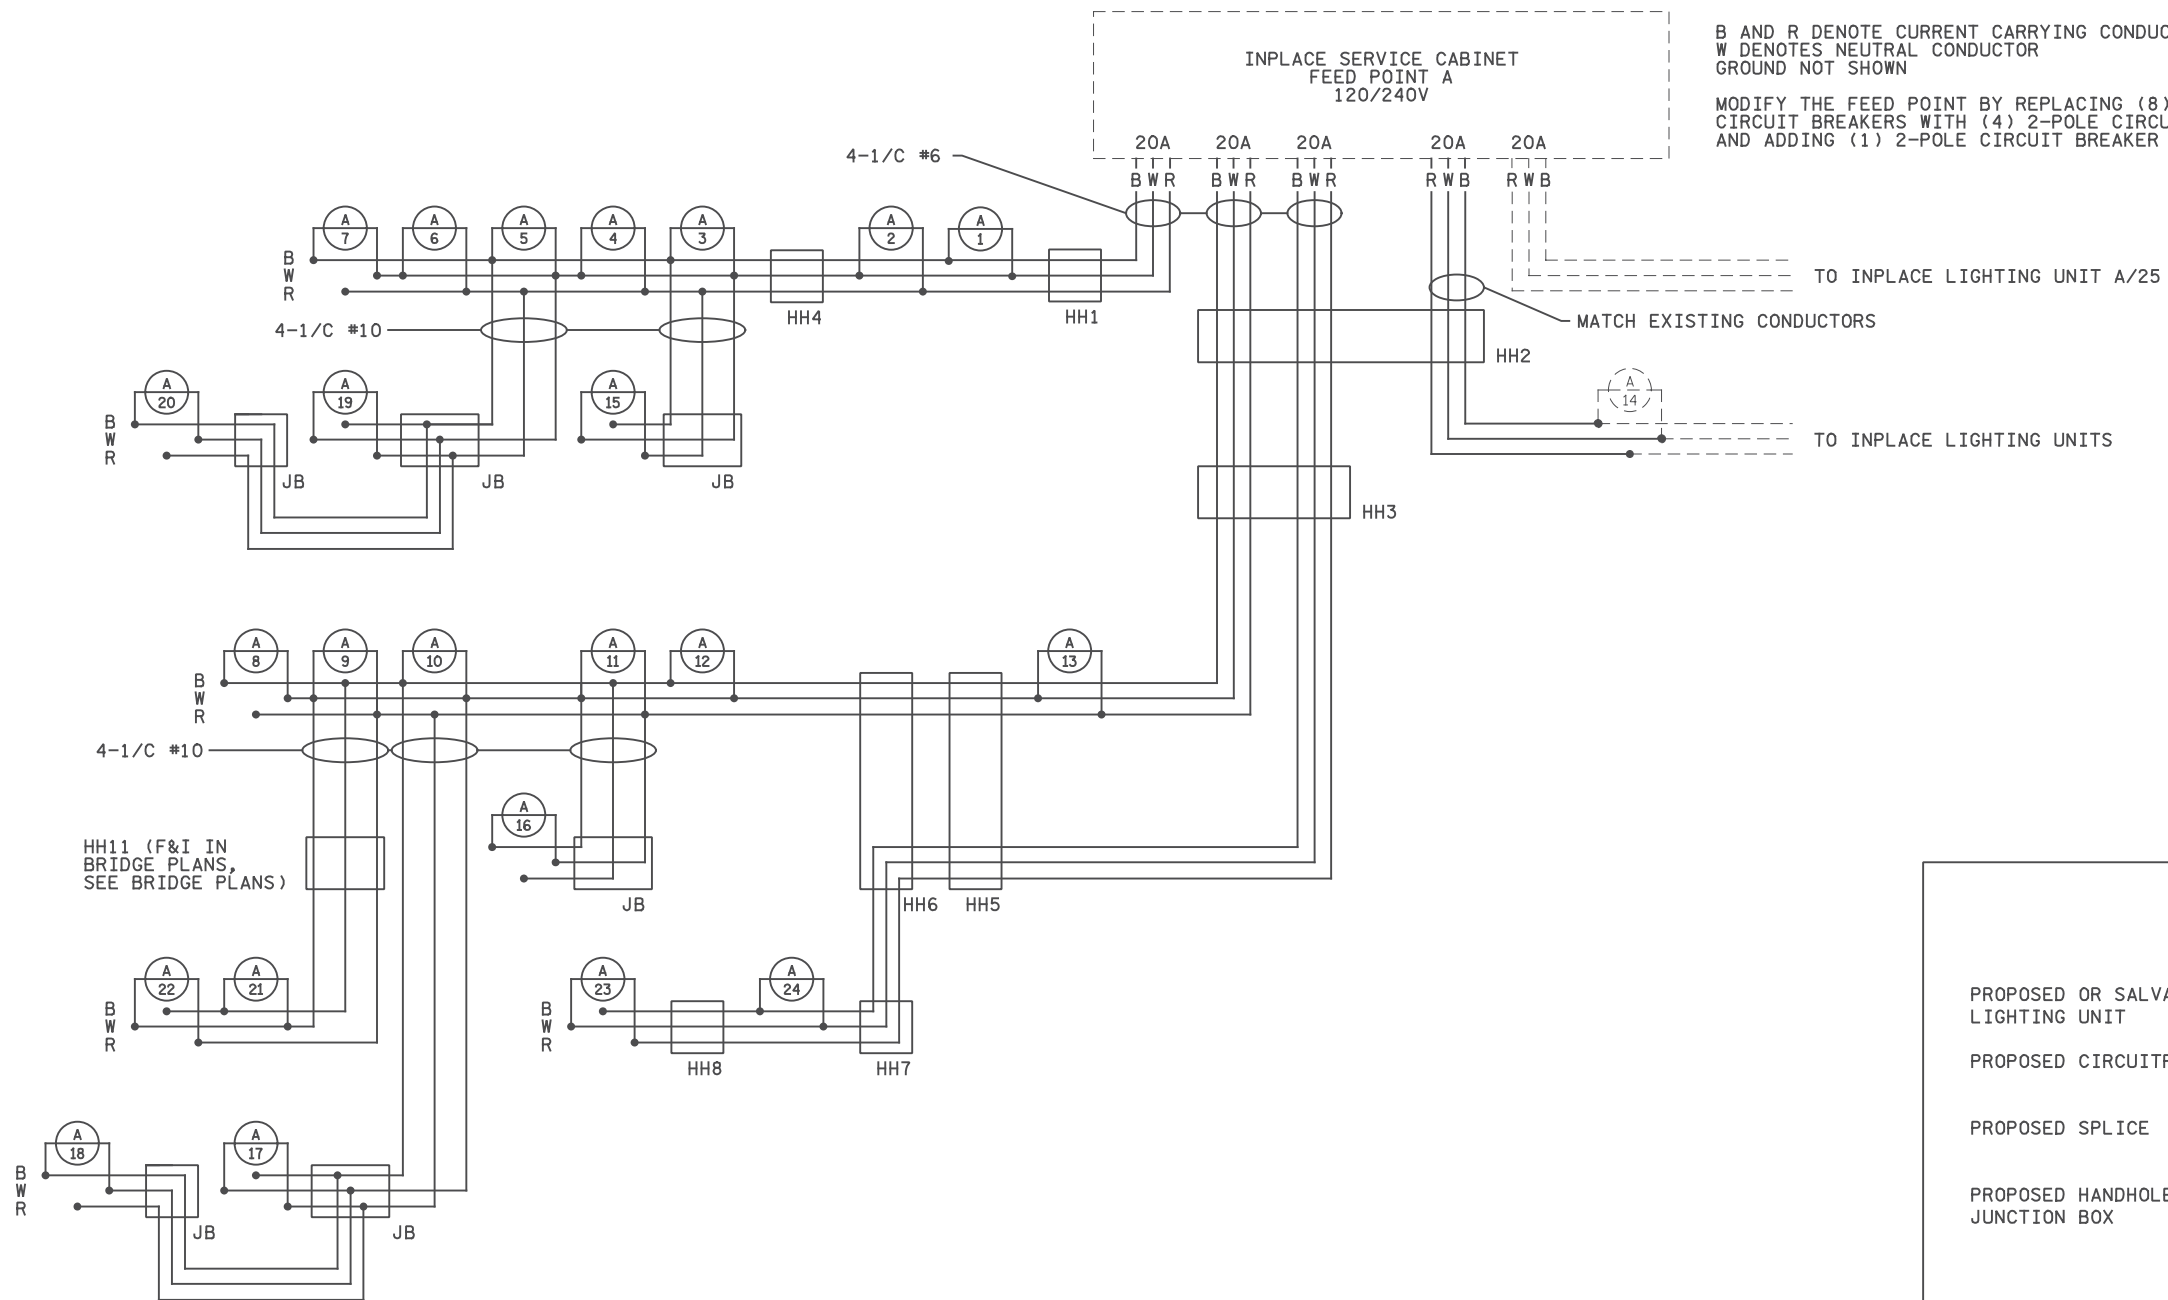 INPLACE SERVICE CABINET
FEED POINT A
120/240V
B AND R DENOTE CURRENT CARRYING
W DENOTES NEUTRAL CONDUCTOR
GROUND NOT SHOWN
MODIFY THE FEED POINT BY REPLACING (8)
CIRCUIT BREAKERS WITH (4) 2-POLE
AND ADDING (1) 2-POLE CIRCUIT BREAKER
20A 20A 20A 20A 20A
B W R B W R B W R R W B R W B
4-1/C #6
A 7
A 6
A 5
A 4
A 3
A 2
A 1
B
W
R
HH4
HH1
TO INPLACE LIGHTING UNIT A/25
4-1/C #10
MATCH EXISTING CONDUCTORS
HH2
A 20
A 19
A 15
A 14
B
W
R
TO INPLACE LIGHTING UNITS
JB
JB
JB
HH3
A 8
A 9
A 10
A 11
A 12
A 13
B
W
R
4-1/C #10
A 16
HH11 (F&I IN
BRIDGE PLANS,
SEE BRIDGE PLANS)
JB
HH6
HH5
A 22
A 21
A 23
A 24
B
W
R
B
W
R
HH8
HH7
A 18
A 17
B
W
R
JB
JB
PROPOSED OR
LIGHTING UNIT
PROPOSED
PROPOSED SPLICE
PROPOSED HANDHOLE
JUNCTION BOX